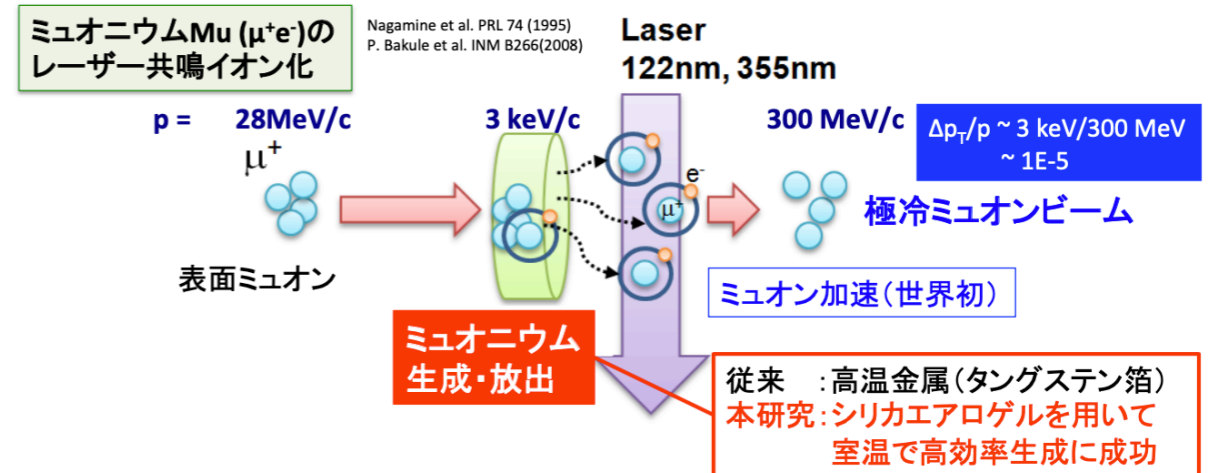 ミュオニウムMu (μ⁺e⁻)の
レーザー共鳴イオン化
Nagamine et al. PRL 74 (1995)
P. Bakule et al. INM B266(2008)
Laser
122nm, 355nm
p = 28MeV/c
3 keV/c
300 MeV/c
Δp_T/p ~ 3 keV/300 MeV
~ 1E-5
μ⁺
e⁻
μ⁺
極冷ミュオンビーム
表面ミュオン
ミュオン加速(世界初)
ミュオニウム
生成・放出
従来 :高温金属(タングステン箔)
本研究:シリカエアロゲルを用いて
室温で高効率生成に成功